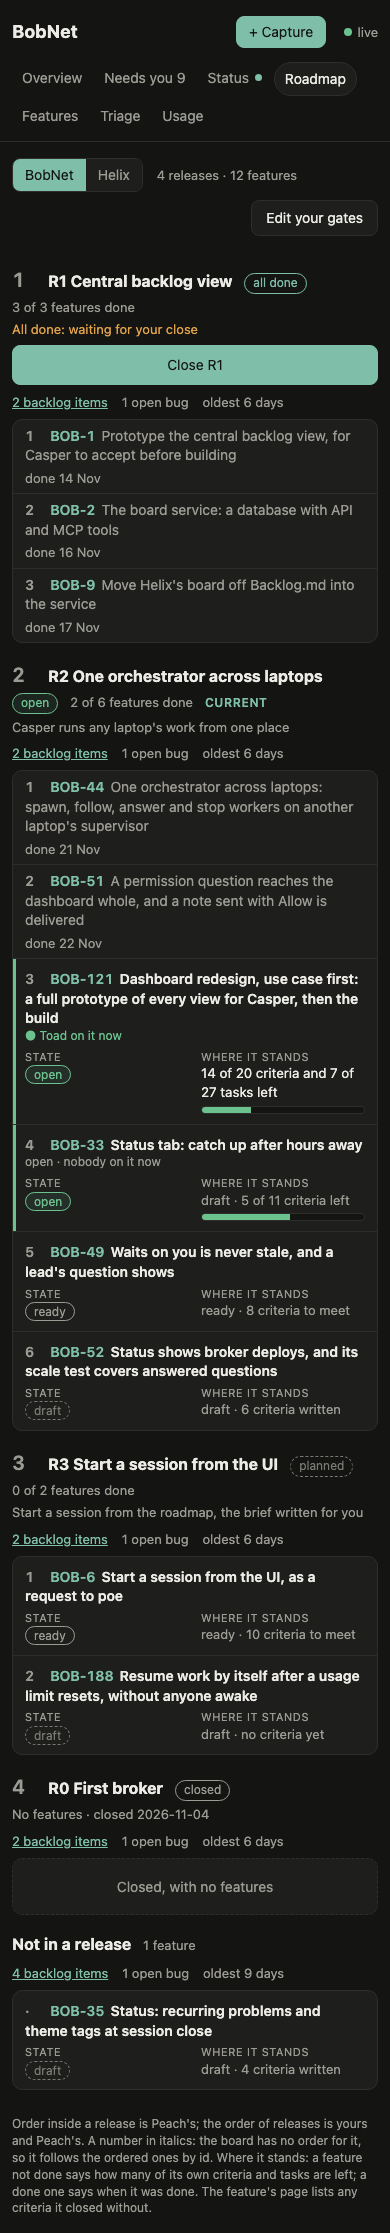 BobNet
+ Capture
live
Overview
Needs you 9
Status
Roadmap
Features
Triage
Usage
BobNet
Helix
4 releases · 12 features
Edit your gates
1
R1 Central backlog view
all done
3 of 3 features done
All done: waiting for your close
Close R1
2 backlog items
1 open bug
oldest 6 days
1 BOB-1 Prototype the central backlog view, for
Casper to accept before building
done 14 Nov
2 BOB-2 The board service: a database with API
and MCP tools
done 16 Nov
3 BOB-9 Move Helix's board off Backlog.md into
the service
done 17 Nov
2
R2 One orchestrator across laptops
open
2 of 6 features done
CURRENT
Casper runs any laptop's work from one place
2 backlog items
1 open bug
oldest 6 days
1 BOB-44 One orchestrator across laptops:
spawn, follow, answer and stop workers on another
laptop's supervisor
done 21 Nov
2 BOB-51 A permission question reaches the
dashboard whole, and a note sent with Allow is
delivered
done 22 Nov
3 BOB-121 Dashboard redesign, use case first:
a full prototype of every view for Casper, then the
build
Toad on it now
STATE
open
WHERE IT STANDS
14 of 20 criteria and 7 of
27 tasks left
4 BOB-33 Status tab: catch up after hours away
open · nobody on it now
STATE
open
WHERE IT STANDS
draft · 5 of 11 criteria left
5 BOB-49 Waits on you is never stale, and a
lead's question shows
STATE
ready
WHERE IT STANDS
ready · 8 criteria to meet
6 BOB-52 Status shows broker deploys, and its
scale test covers answered questions
STATE
draft
WHERE IT STANDS
draft · 6 criteria written
3
R3 Start a session from the UI
planned
0 of 2 features done
Start a session from the roadmap, the brief written for you
2 backlog items
1 open bug
oldest 6 days
1 BOB-6 Start a session from the UI, as a
request to poe
STATE
ready
WHERE IT STANDS
ready · 10 criteria to meet
2 BOB-188 Resume work by itself after a usage
limit resets, without anyone awake
STATE
draft
WHERE IT STANDS
draft · no criteria yet
4
R0 First broker
closed
No features · closed 2026-11-04
2 backlog items
1 open bug
oldest 6 days
Closed, with no features
Not in a release
1 feature
4 backlog items
1 open bug
oldest 9 days
· BOB-35 Status: recurring problems and
theme tags at session close
STATE
draft
WHERE IT STANDS
draft · 4 criteria written
Order inside a release is Peach's; the order of releases is yours
and Peach's. A number in italics: the board has no order for it,
so it follows the ordered ones by id. Where it stands: a feature
not done says how many of its own criteria and tasks are left; a
done one says when it was done. The feature's page lists any
criteria it closed without.